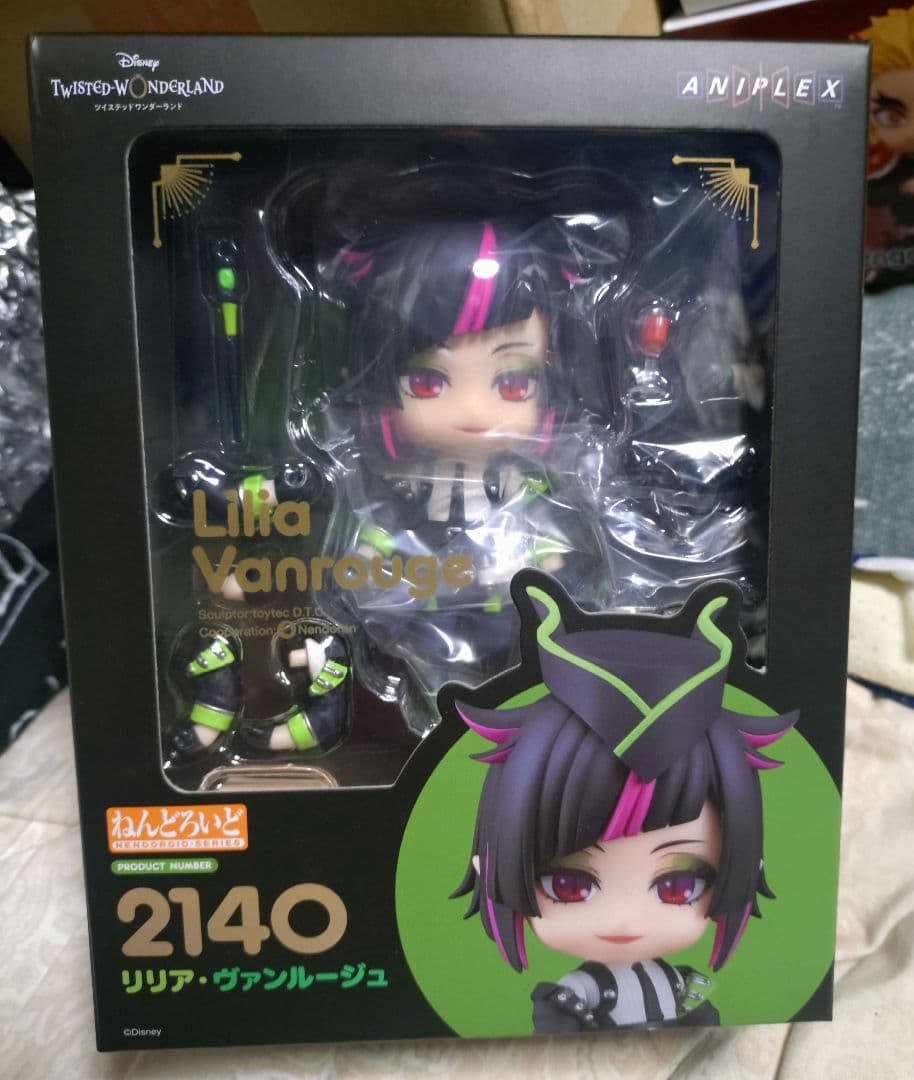 Disney
TWISTED-WONDERLAND
ツイステッドワンダーランド
ANIPLEX
Lilia
Vanrouge
Sculptor:toytec D.T.C
Cooperation: Nendoron
ねんどろいど
NENDOROID-SERIES
PRODUCT NUMBER
2140
リリア・ヴァンルージュ
©Disney